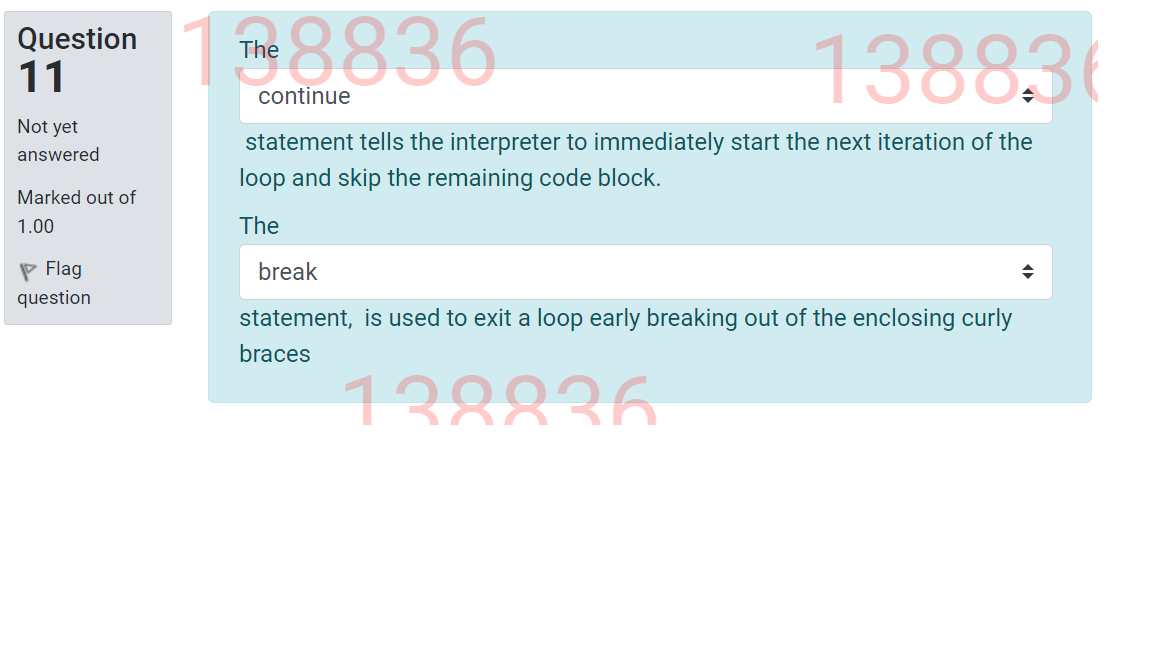 Question
11
Not yet
answered
Marked out of
1.00
Flag
question
138836
138836
The
continue
statement tells the interpreter to immediately start the next iteration of the
loop and skip the remaining code block.
The
break
statement,  is used to exit a loop early breaking out of the enclosing curly
braces
138836